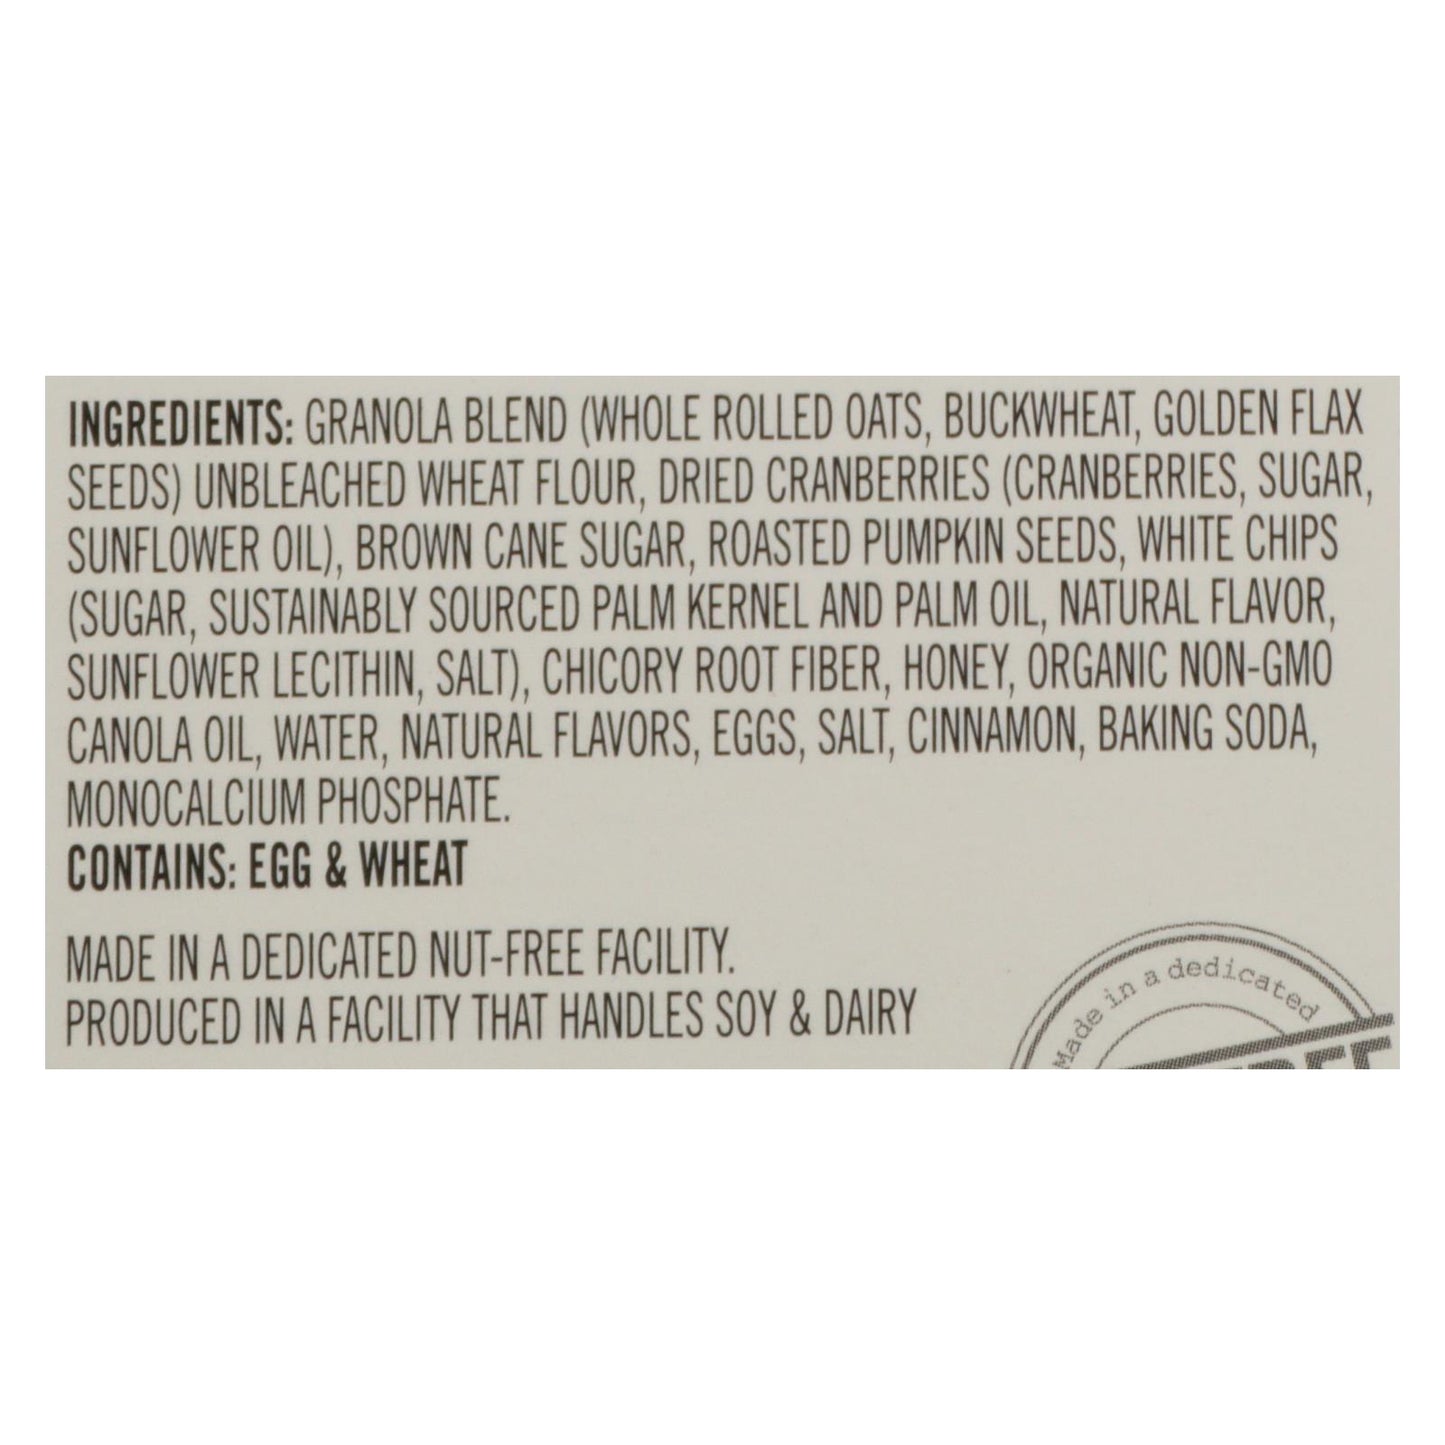 INGREDIENTS: GRANOLA BLEND (WHOLE ROLLED OATS, BUCKWHEAT, GOLDEN FLAX
SEEDS) UNBLEACHED WHEAT FLOUR, DRIED CRANBERRIES (CRANBERRIES, SUGAR,
SUNFLOWER OIL), BROWN CANE SUGAR, ROASTED PUMPKIN SEEDS, WHITE CHIPS
(SUGAR, SUSTAINABLY SOURCED PALM KERNEL AND PALM OIL, NATURAL FLAVOR,
SUNFLOWER LECITHIN, SALT), CHICORY ROOT FIBER, HONEY, ORGANIC NON-GMO
CANOLA OIL, WATER, NATURAL FLAVORS, EGGS, SALT, CINNAMON, BAKING SODA,
MONOCALCIUM PHOSPHATE.
CONTAINS: EGG & WHEAT
MADE IN A DEDICATED NUT-FREE FACILITY.
PRODUCED IN A FACILITY THAT HANDLES SOY & DAIRY
Made in a dedicated